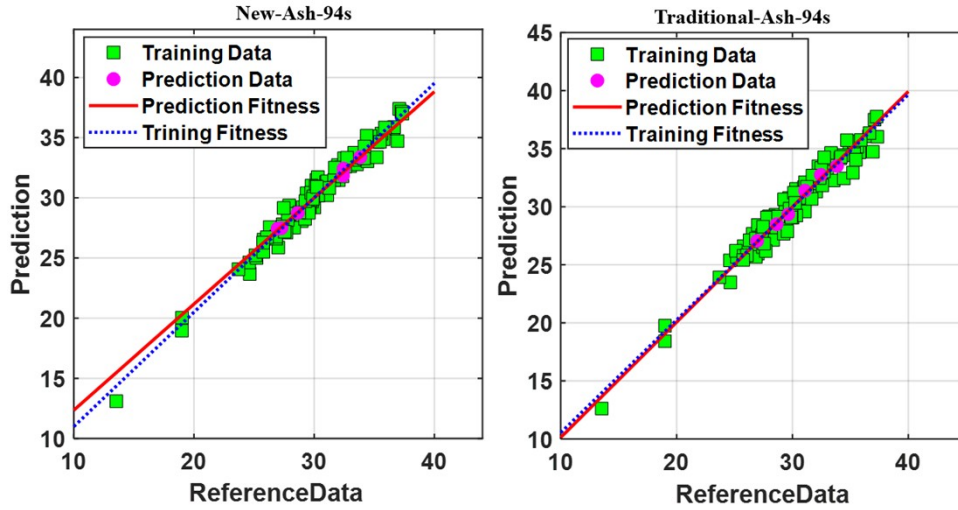 New-Ash-94s
Training Data
Prediction Data
Prediction Fitness
Trining Fitness
40
35
30
25
20
15
10
10
20
30
40
Prediction
ReferenceData
Traditional-Ash-94s
Training Data
Prediction Data
Prediction Fitness
Training Fitness
45
40
35
30
25
20
15
10
10
20
30
40
Prediction
ReferenceData